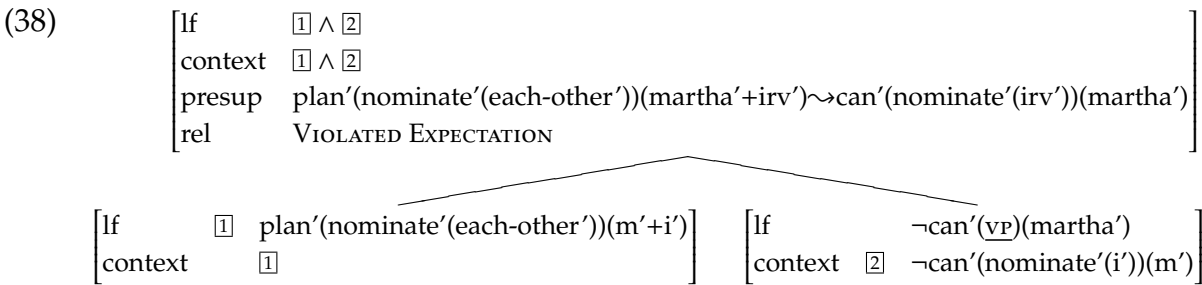 (38)
lf 1 ∧ 2
context 1 ∧ 2
presup plan'(nominate'(each-other'))(martha'+irv')⤳can'(nominate'(irv'))(martha')
rel Violated Expectation
lf 1 plan'(nominate'(each-other'))(m'+i')
context 1
lf ¬can'(vp)(martha')
context 2 ¬can'(nominate'(i'))(m')